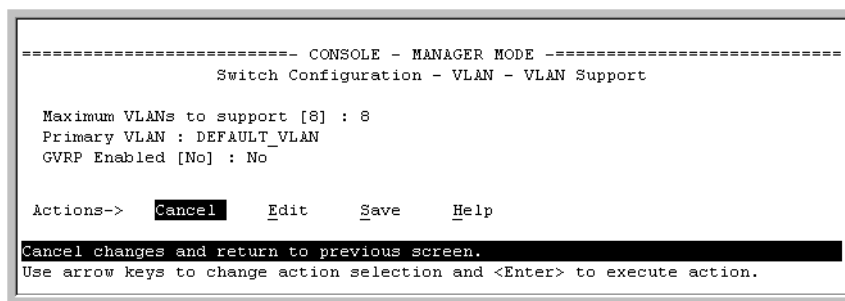 ===========================- CONSOLE - MANAGER MODE -============================
Switch Configuration - VLAN - VLAN Support
Maximum VLANs to support [8] : 8
Primary VLAN : DEFAULT_VLAN
GVRP Enabled [No] : No
Actions-> Cancel Edit Save Help
Cancel changes and return to previous screen.
Use arrow keys to change action selection and <Enter> to execute action.